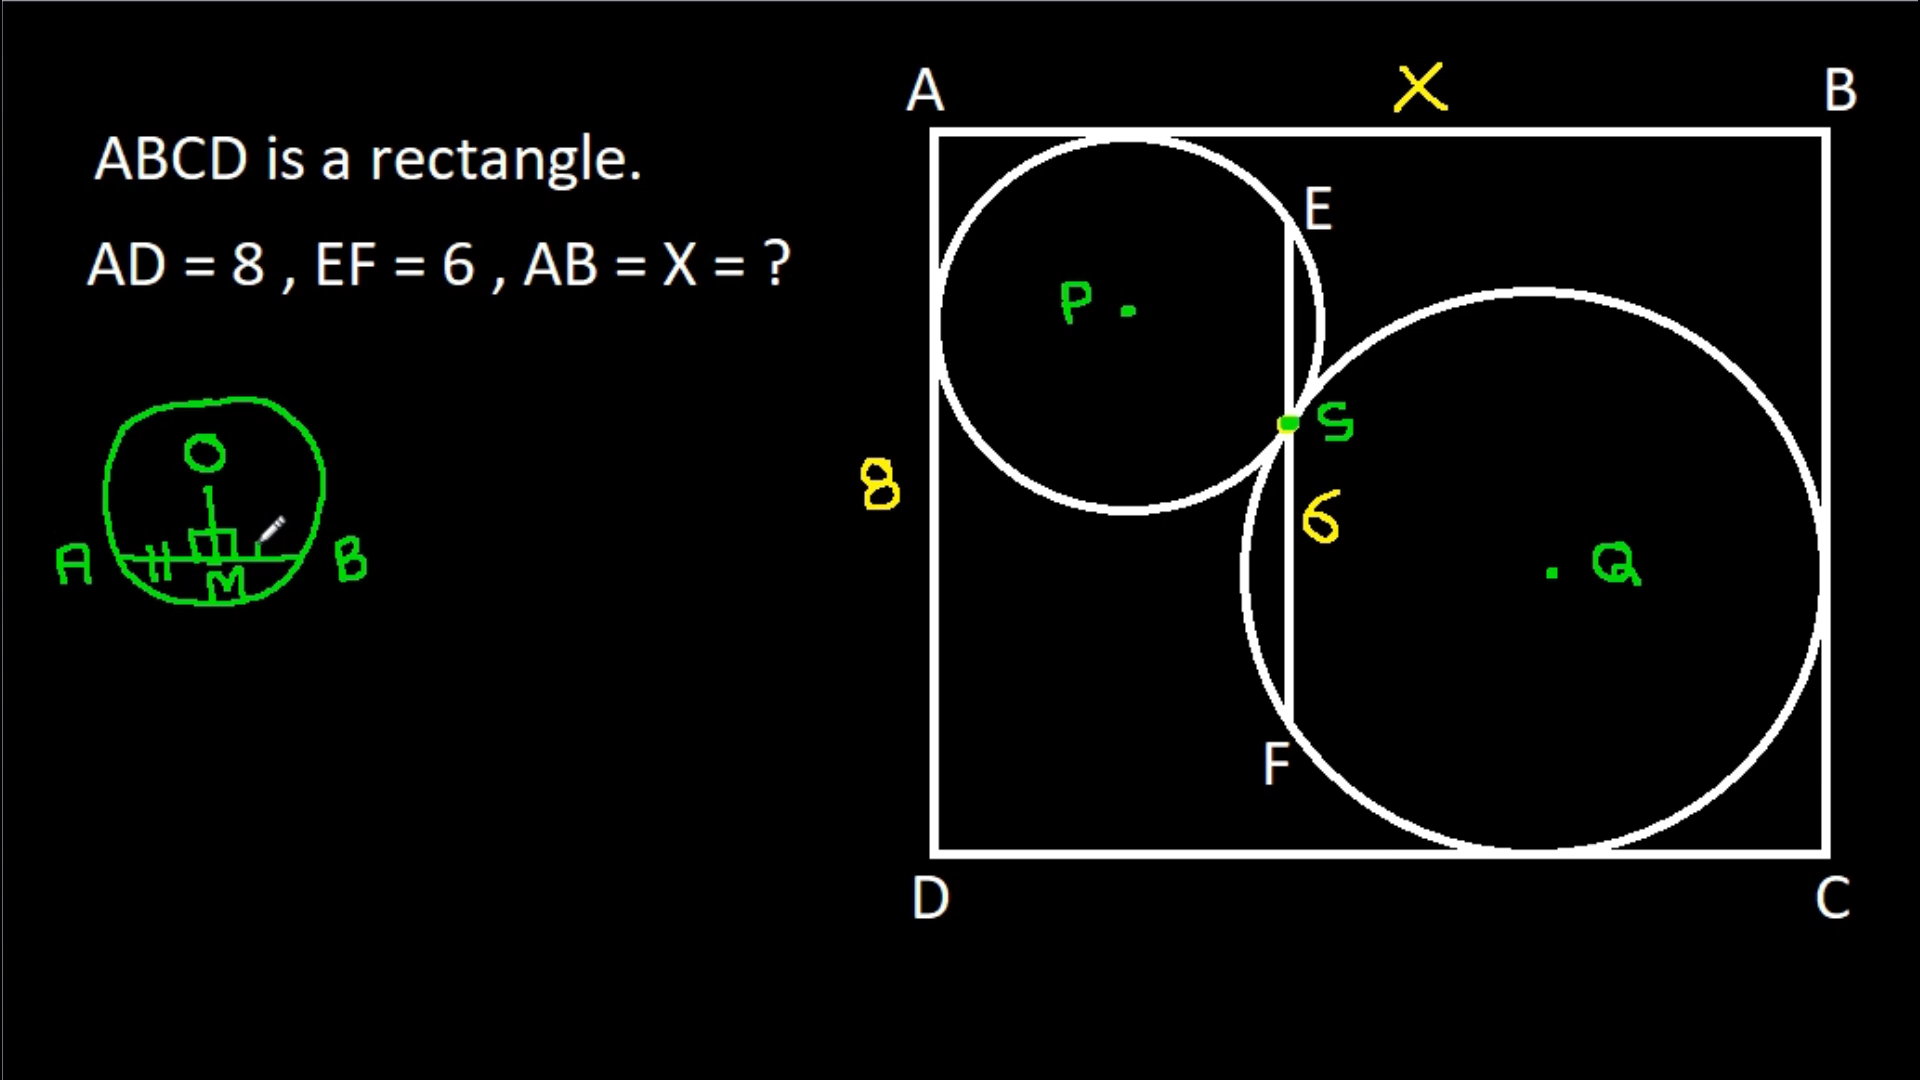 ABCD is a rectangle.
AD = 8 , EF = 6 , AB = X = ?
O
A
M
B
A
X
B
E
P
S
8
6
Q
F
D
C